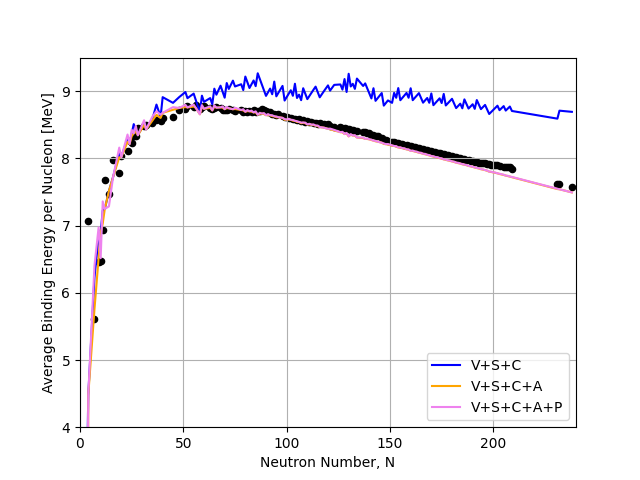 Average Binding Energy per Nucleon [MeV]
9
8
7
6
5
4
0
50
100
150
200
Neutron Number, N
V+S+C
V+S+C+A
V+S+C+A+P